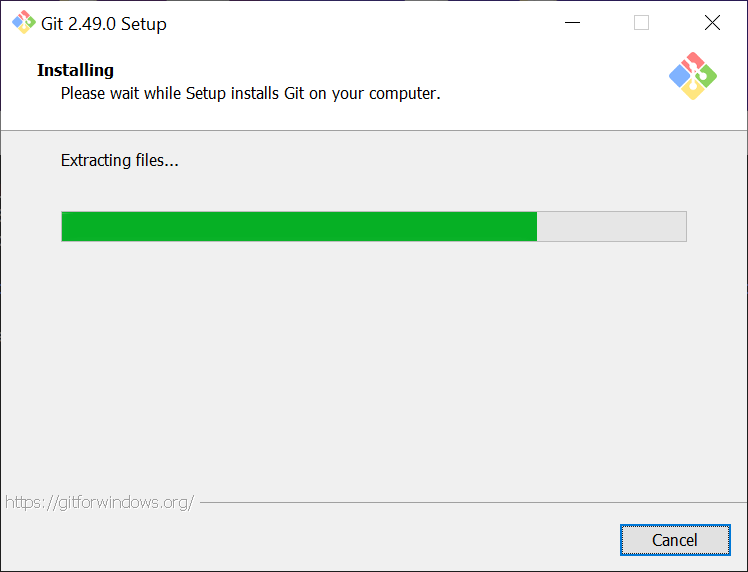 Git 2.49.0 Setup
Installing
Please wait while Setup installs Git on your computer.
Extracting files...
https://gitforwindows.org/
Cancel